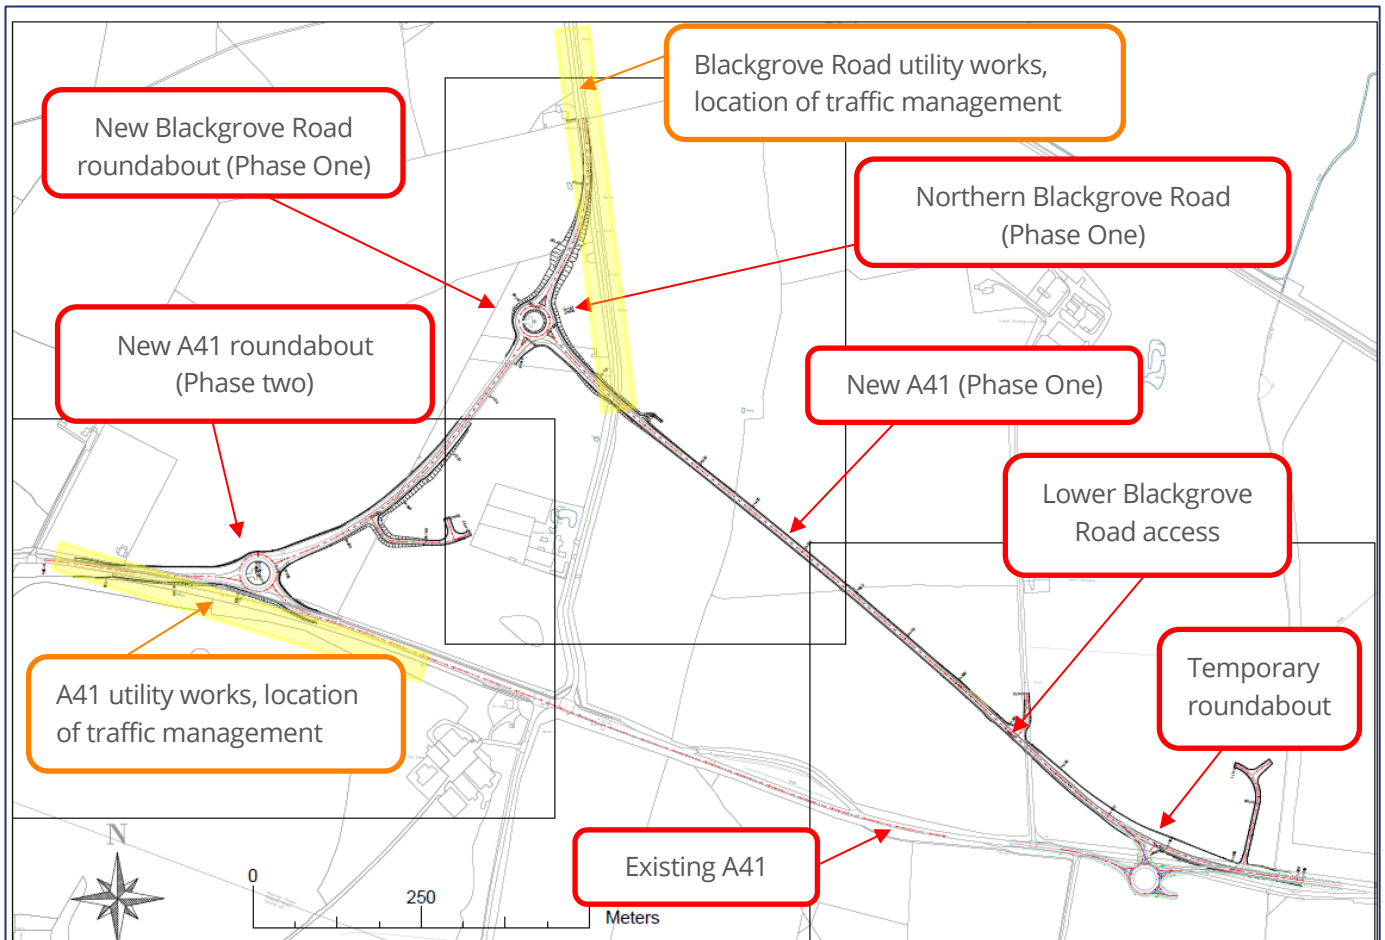 Blackgrove Road utility works,
location of traffic management
New Blackgrove Road
roundabout (Phase One)
Northern Blackgrove Road
(Phase One)
New A41 roundabout
(Phase two)
New A41 (Phase One)
Lower Blackgrove
Road access
Temporary
roundabout
A41 utility works, location
of traffic management
Existing A41
N
0
250
Meters